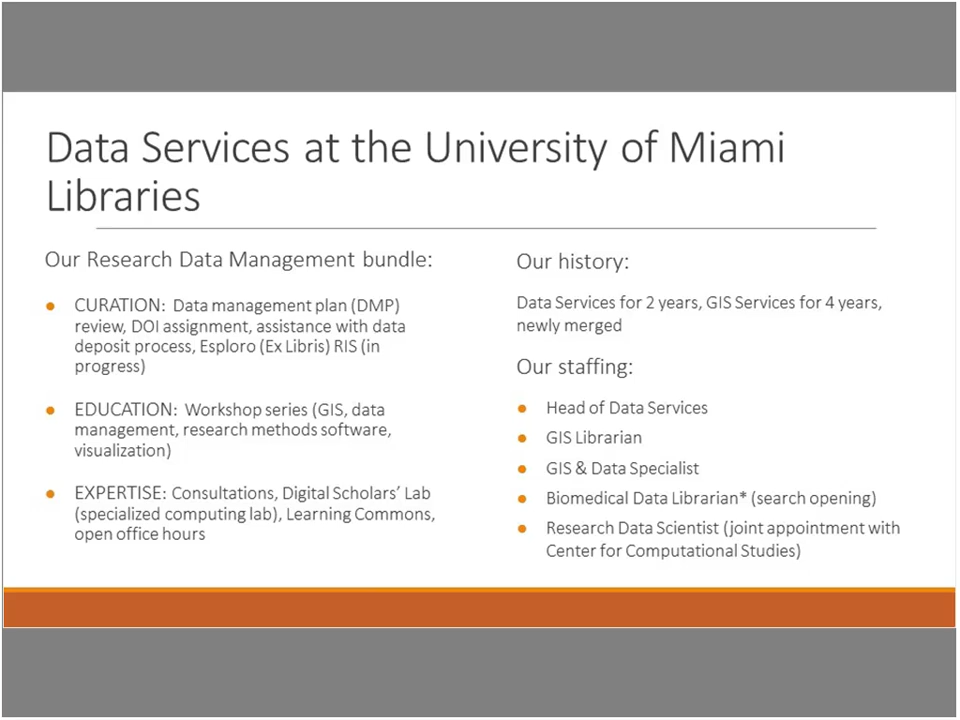 Data Services at the University of Miami
Libraries
Our Research Data Management bundle:
● CURATION: Data management plan (DMP)
review, DOI assignment, assistance with data
deposit process, Esploro (Ex Libris) RIS (in
progress)
● EDUCATION: Workshop series (GIS, data
management, research methods software,
visualization)
● EXPERTISE: Consultations, Digital Scholars’ Lab
(specialized computing lab), Learning Commons,
open office hours
Our history:
Data Services for 2 years, GIS Services for 4 years,
newly merged
Our staffing:
● Head of Data Services
● GIS Librarian
● GIS & Data Specialist
● Biomedical Data Librarian* (search opening)
● Research Data Scientist (joint appointment with
Center for Computational Studies)